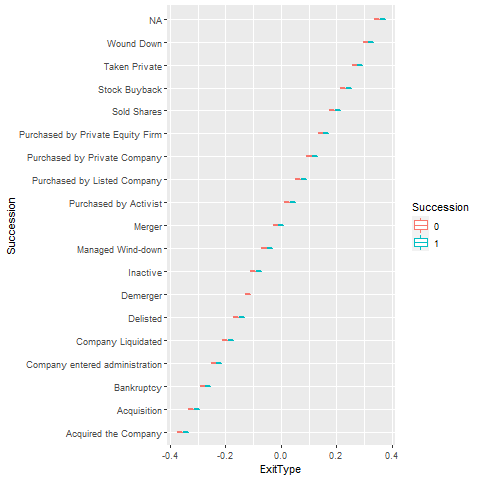 NA
Wound Down
Taken Private
Stock Buyback
Sold Shares
Purchased by Private Equity Firm
Purchased by Private Company
Purchased by Listed Company
Purchased by Activist
Merger
Managed Wind-down
Inactive
Demerger
Delisted
Company Liquidated
Company entered administration
Bankruptcy
Acquisition
Acquired the Company
Succession
-0.4 -0.2 0.0 0.2 0.4
ExitType
Succession
0
1